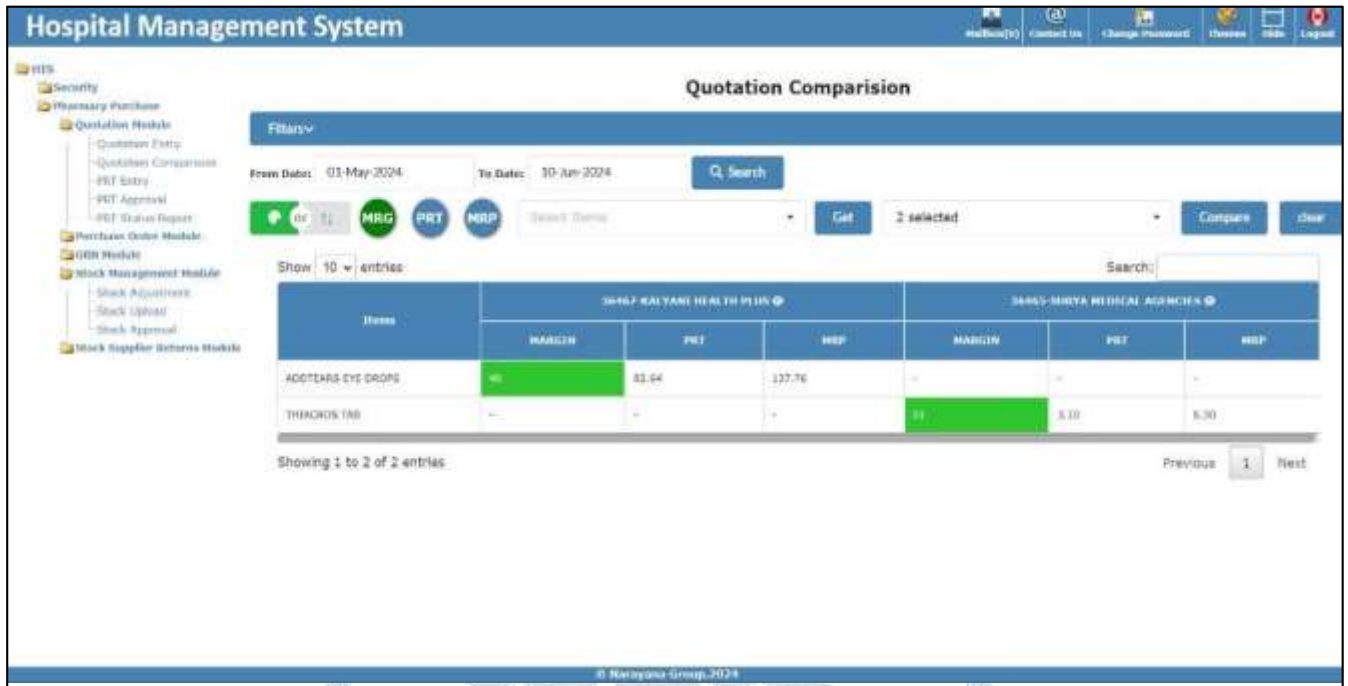 Hospital Management System
Mailbox(0) Contact Us Change Password Themes Hide Logout
HIS
Security
Pharmacy Purchase
Quotation Module
Quotation Entry
Quotation Comparision
PRT Entry
PRT Approval
PRT Status Report
Purchase Order Module
GRN Module
Stock Management Module
Stock Adjustment
Stock Upload
Stock Approval
Stock Supplier Returns Module
Quotation Comparision
Filters
From Date: 01-May-2024 To Date: 10-Jun-2024 Search
or MRG PRT MRP Select Items Get 2 selected Compare clear
Show 10 entries Search:
Items 36467-KALYANI HEALTH PLUS 36465-SURYA MEDICAL AGENCIES
MARGIN PRT MRP MARGIN PRT MRP
ADDTEARS EYE DROPS 137.76 - - -
- - -
Showing 1 to 2 of 2 entries Previous 1 Next
© Narayana Group.2024